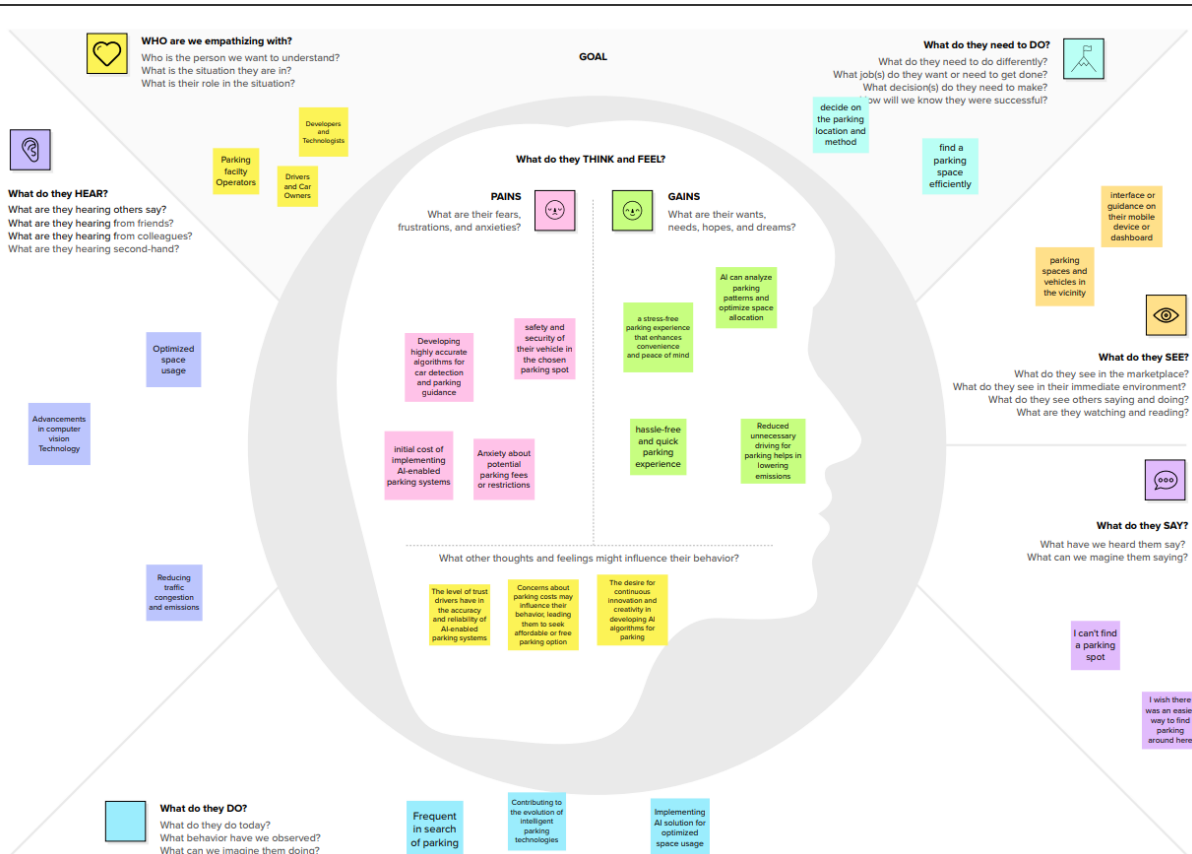 WHO are we empathizing with?
Who is the person we want to understand?
What is the situation they are in?
What is their role in the situation?
Developers
and
Technologists
Parking
facilty
Operators
Drivers
and Car
Owners
GOAL
What do they need to DO?
What do they need to do differently?
What job(s) do they want or need to get done?
What decision(s) do they need to make?
How will we know they were successful?
decide on
the parking
location and
method
find a
parking
space
efficiently
What do they HEAR?
What are they hearing others say?
What are they hearing from friends?
What are they hearing from colleagues?
What are they hearing second-hand?
Optimized
space
usage
Advancements
in computer
vision
Technology
Reducing
traffic
congestion
and emissions
What do they THINK and FEEL?
PAINS
What are their fears,
frustrations, and anxieties?
Developing
highly accurate
algorithms for
car detection
and parking
guidance
safety and
security of
their vehicle in
the chosen
parking spot
initial cost of
implementing
AI-enabled
parking systems
Anxiety about
potential
parking fees
or restrictions
GAINS
What are their wants,
needs, hopes, and dreams?
AI can analyze
parking
patterns and
optimize space
allocation
a stress-free
parking experience
that enhances
convenience
and peace of mind
hassle-free
and quick
parking
experience
Reduced
unnecessary
driving for
parking helps in
lowering
emissions
What other thoughts and feelings might influence their behavior?
The level of trust
drivers have in
the accuracy
and reliability of
AI-enabled
parking systems
Concerns about
parking costs may
influence their
behavior, leading
them to seek
affordable or free
parking option
The desire for
continuous
innovation and
creativity in
developing AI
algorithms for
parking
interface or
guidance on
their mobile
device or
dashboard
parking
spaces and
vehicles in
the vicinity
What do they SEE?
What do they see in the marketplace?
What do they see in their immediate environment?
What do they see others saying and doing?
What are they watching and reading?
What do they SAY?
What have we heard them say?
What can we magine them saying?
I can't find
a parking
spot
I wish there
was an easie
way to find
parking
around here
What do they DO?
What do they do today?
What behavior have we observed?
What can we imagine them doing?
Frequent
in search
of parking
Contributing to
the evolution of
intelligent
parking
technologies
Implementing
AI solution for
optimized
space usage